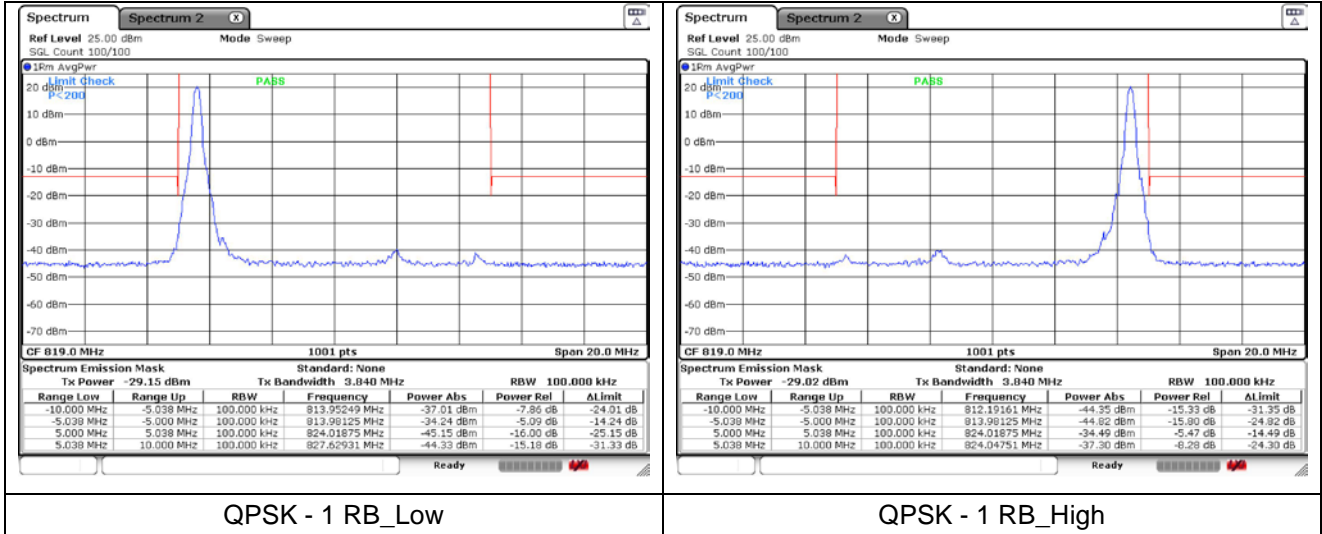 Spectrum Spectrum 2 X
Ref Level 25.00 dBm Mode Sweep
SGL Count 100/100
1Rm AvgPwr
Limit Check PASS
20 dBm
P<200
10 dBm
0 dBm
-10 dBm
-20 dBm
-30 dBm
-40 dBm
-50 dBm
-60 dBm
-70 dBm
CF 819.0 MHz 1001 pts Span 20.0 MHz
Spectrum Emission Mask Standard: None
Tx Power -29.15 dBm Tx Bandwidth 3.840 MHz RBW 100.000 kHz
Range Low Range Up RBW Frequency Power Abs Power Rel ΔLimit
-10.000 MHz -5.038 MHz 100.000 kHz 813.95249 MHz -37.01 dBm -7.86 dB -24.01 dB
-5.038 MHz -5.000 MHz 100.000 kHz 813.98125 MHz -34.24 dBm -5.09 dB -14.24 dB
5.000 MHz 5.038 MHz 100.000 kHz 824.01875 MHz -45.15 dBm -16.00 dB -25.15 dB
5.038 MHz 10.000 MHz 100.000 kHz 827.62931 MHz -44.33 dBm -15.18 dB -31.33 dB
Ready
QPSK - 1 RB_Low
Spectrum Spectrum 2 X
Ref Level 25.00 dBm Mode Sweep
SGL Count 100/100
1Rm AvgPwr
Limit Check PASS
20 dBm
P<200
10 dBm
0 dBm
-10 dBm
-20 dBm
-30 dBm
-40 dBm
-50 dBm
-60 dBm
-70 dBm
CF 819.0 MHz 1001 pts Span 20.0 MHz
Spectrum Emission Mask Standard: None
Tx Power -29.02 dBm Tx Bandwidth 3.840 MHz RBW 100.000 kHz
Range Low Range Up RBW Frequency Power Abs Power Rel ΔLimit
-10.000 MHz -5.038 MHz 100.000 kHz 812.19161 MHz -44.35 dBm -15.33 dB -31.35 dB
-5.038 MHz -5.000 MHz 100.000 kHz 813.98125 MHz -44.82 dBm -15.80 dB -24.82 dB
5.000 MHz 5.038 MHz 100.000 kHz 824.01875 MHz -34.49 dBm -5.47 dB -14.49 dB
5.038 MHz 10.000 MHz 100.000 kHz 824.04751 MHz -37.30 dBm -8.28 dB -24.30 dB
Ready
QPSK - 1 RB_High